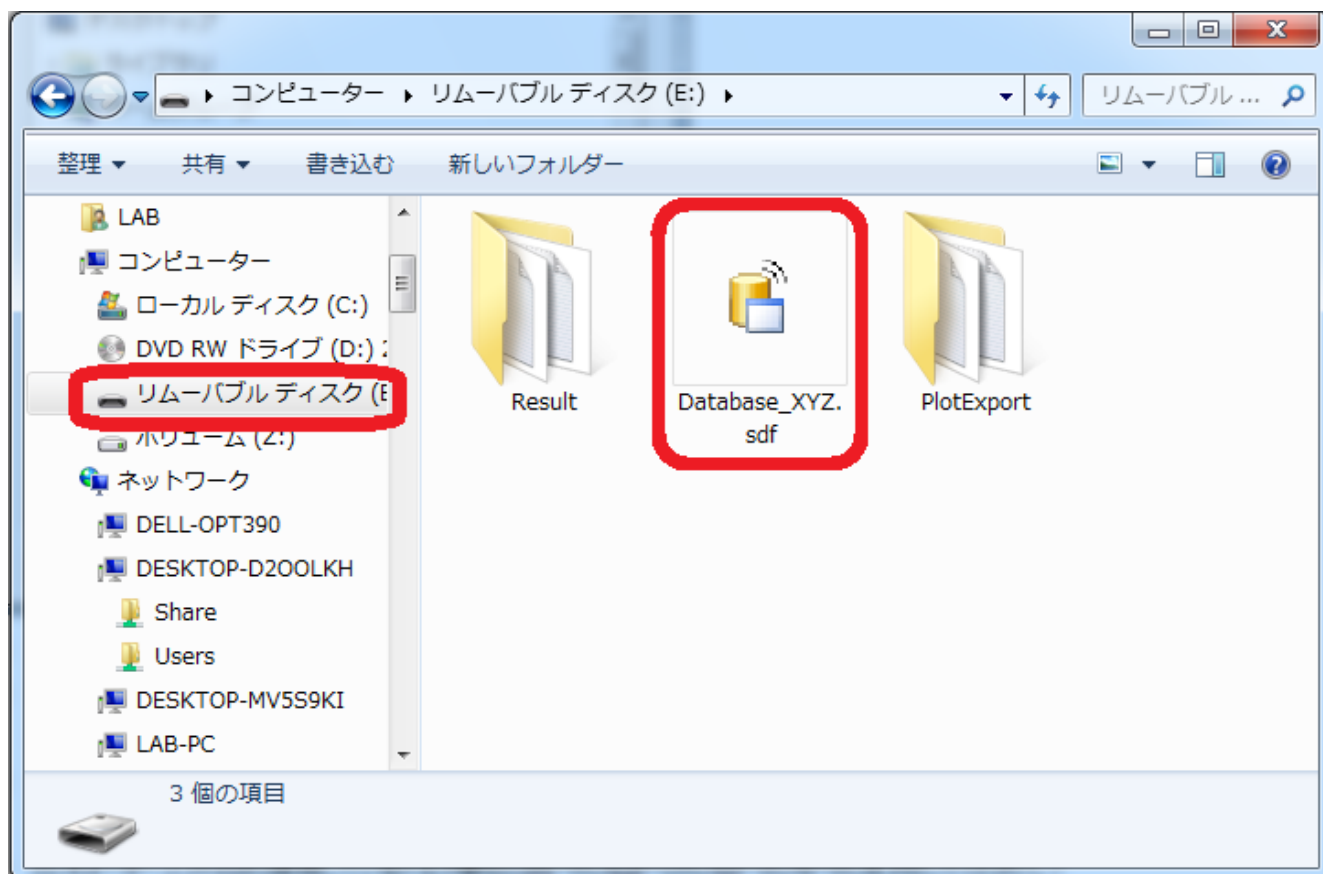 コンピューター ▸ リムーバブル ディスク (E:) ▸
リムーバブル ...
整理 ▼ 共有 ▼ 書き込む 新しいフォルダー
LAB
コンピューター
ローカル ディスク (C:)
DVD RW ドライブ (D:) 2
リムーバブル ディスク (E
ボリューム (Z:)
ネットワーク
DELL-OPT390
DESKTOP-D2OOLKH
Share
Users
DESKTOP-MV5S9KI
LAB-PC
Result
Database_XYZ.
sdf
PlotExport
3 個の項目